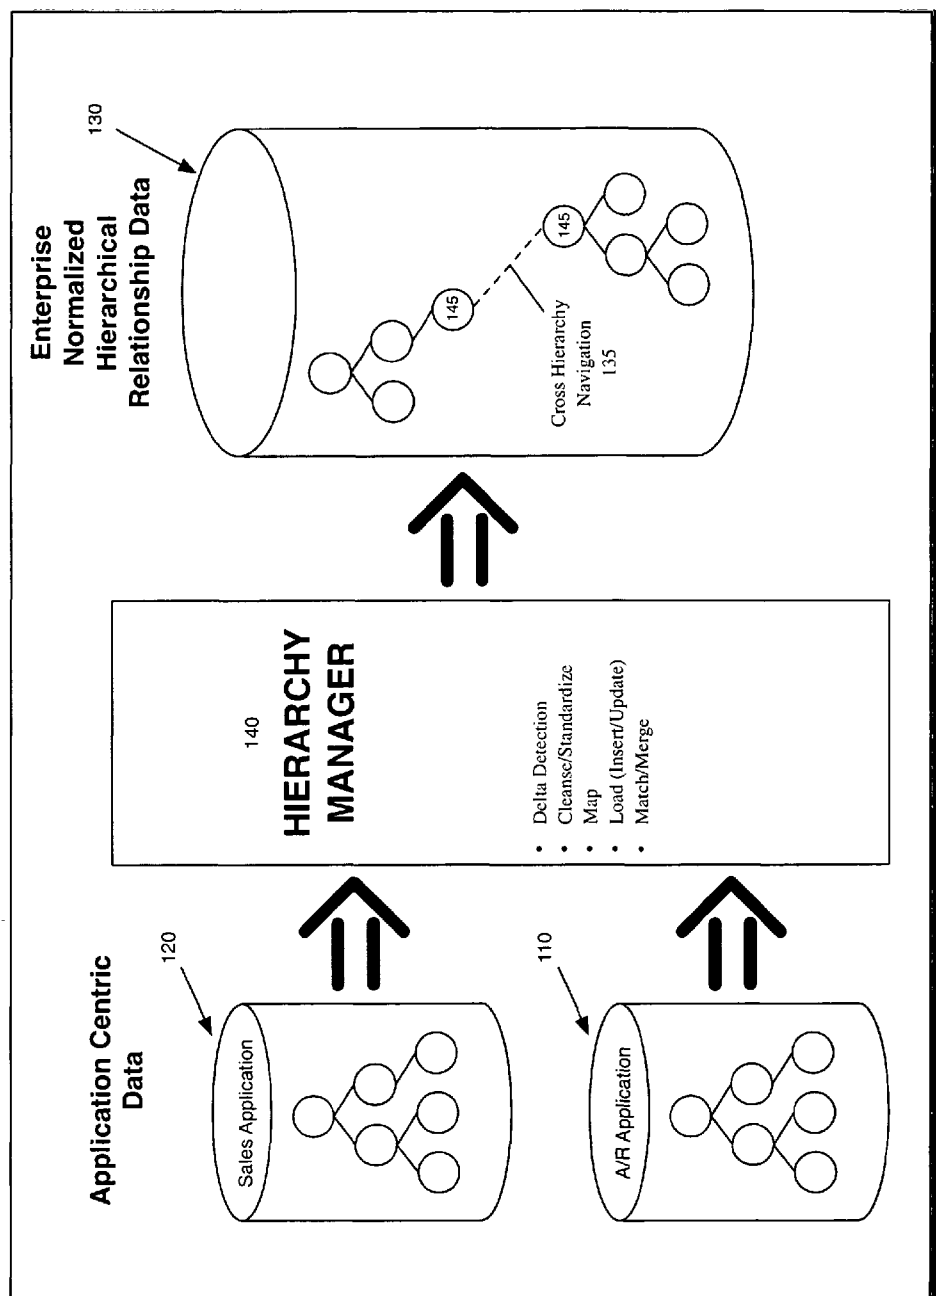 Application Centric
Data
120
Sales Application
110
A/R Application
140
HIERARCHY
MANAGER
• Delta Detection
• Cleanse/Standardize
• Map
• Load (Insert/Update)
• Match/Merge
Enterprise
Normalized
Hierarchical
Relationship Data
130
145
145
Cross Hierarchy
Navigation
135